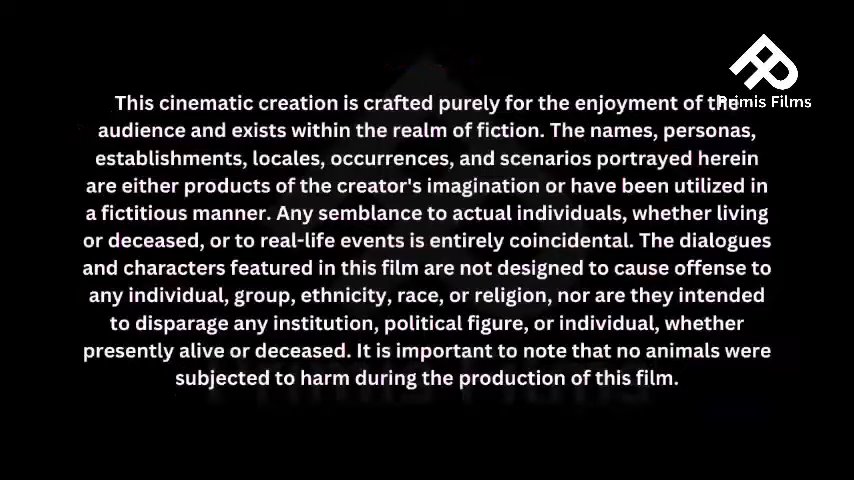 This cinematic creation is crafted purely for the enjoyment of the
Primis Films
audience and exists within the realm of fiction. The names, personas,
establishments, locales, occurrences, and scenarios portrayed herein
are either products of the creator's imagination or have been utilized in
a fictitious manner. Any semblance to actual individuals, whether living
or deceased, or to real-life events is entirely coincidental. The dialogues
and characters featured in this film are not designed to cause offense to
any individual, group, ethnicity, race, or religion, nor are they intended
to disparage any institution, political figure, or individual, whether
presently alive or deceased. It is important to note that no animals were
subjected to harm during the production of this film.